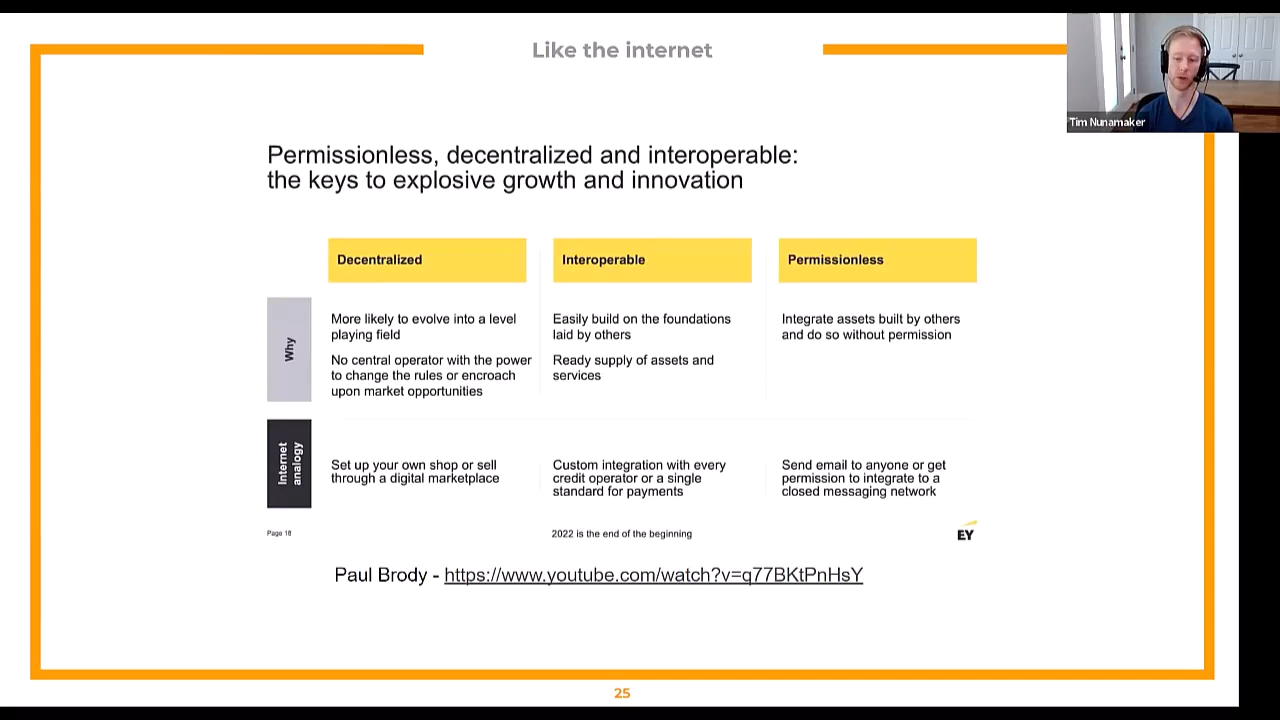 Like the internet
Tim Nunamaker
Permissionless, decentralized and interoperable:
the keys to explosive growth and innovation
Decentralized
Interoperable
Permissionless
Why
More likely to evolve into a level
playing field
No central operator with the power
to change the rules or encroach
upon market opportunities
Easily build on the foundations
laid by others
Ready supply of assets and
services
Integrate assets built by others
and do so without permission
Internet
analogy
Set up your own shop or sell
through a digital marketplace
Custom integration with every
credit operator or a single
standard for payments
Send email to anyone or get
permission to integrate to a
closed messaging network
Page 18
2022 is the end of the beginning
EY
Paul Brody - https://www.youtube.com/watch?v=q77BKtPnHsY
25